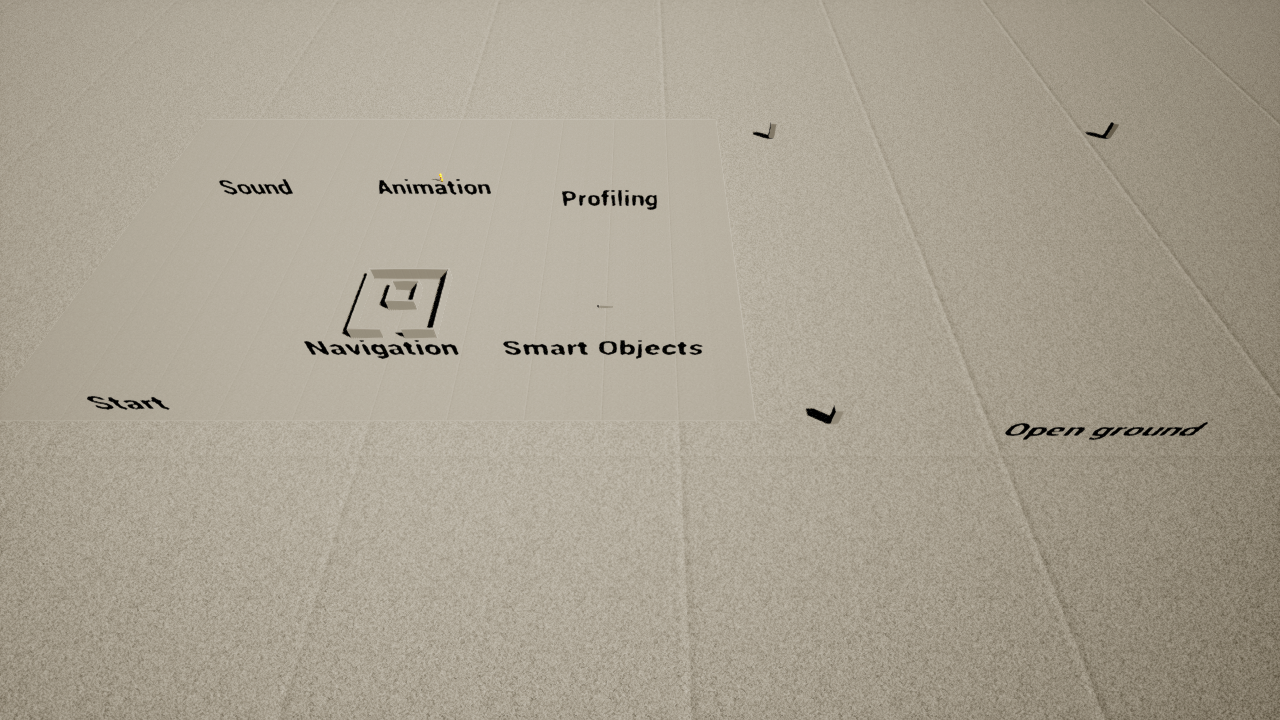 Sound
Animation
Profiling
Navigation
Smart Objects
Start
Open ground